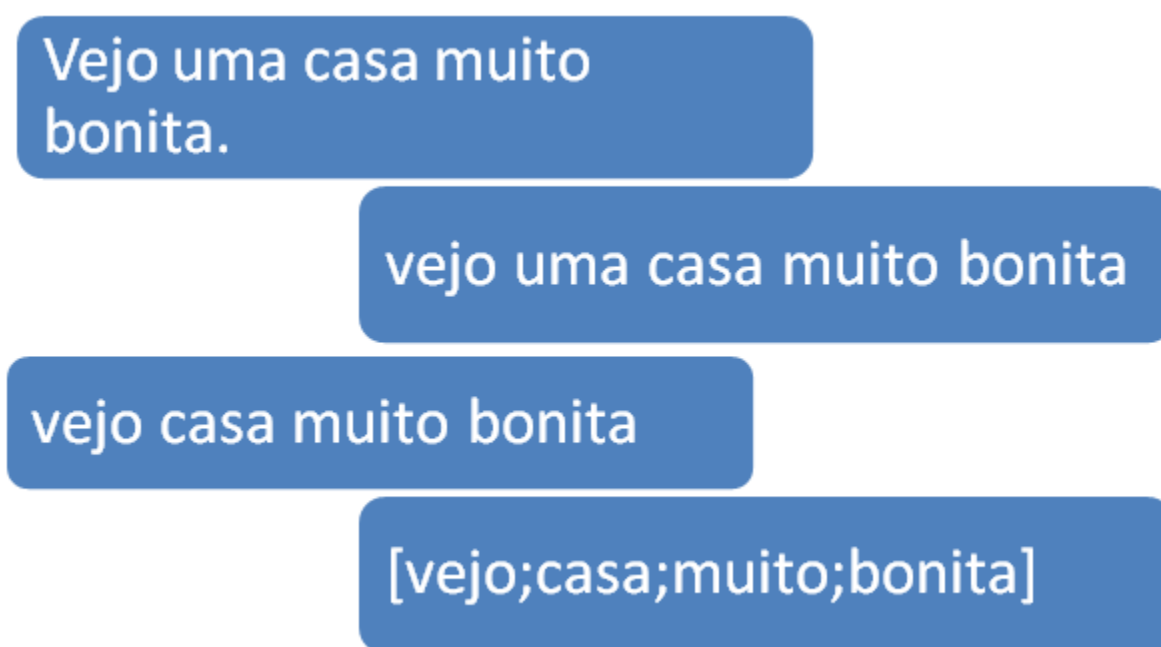 Vejo uma casa muito
bonita.
vejo uma casa muito bonita
vejo casa muito bonita
[vejo;casa;muito;bonita]